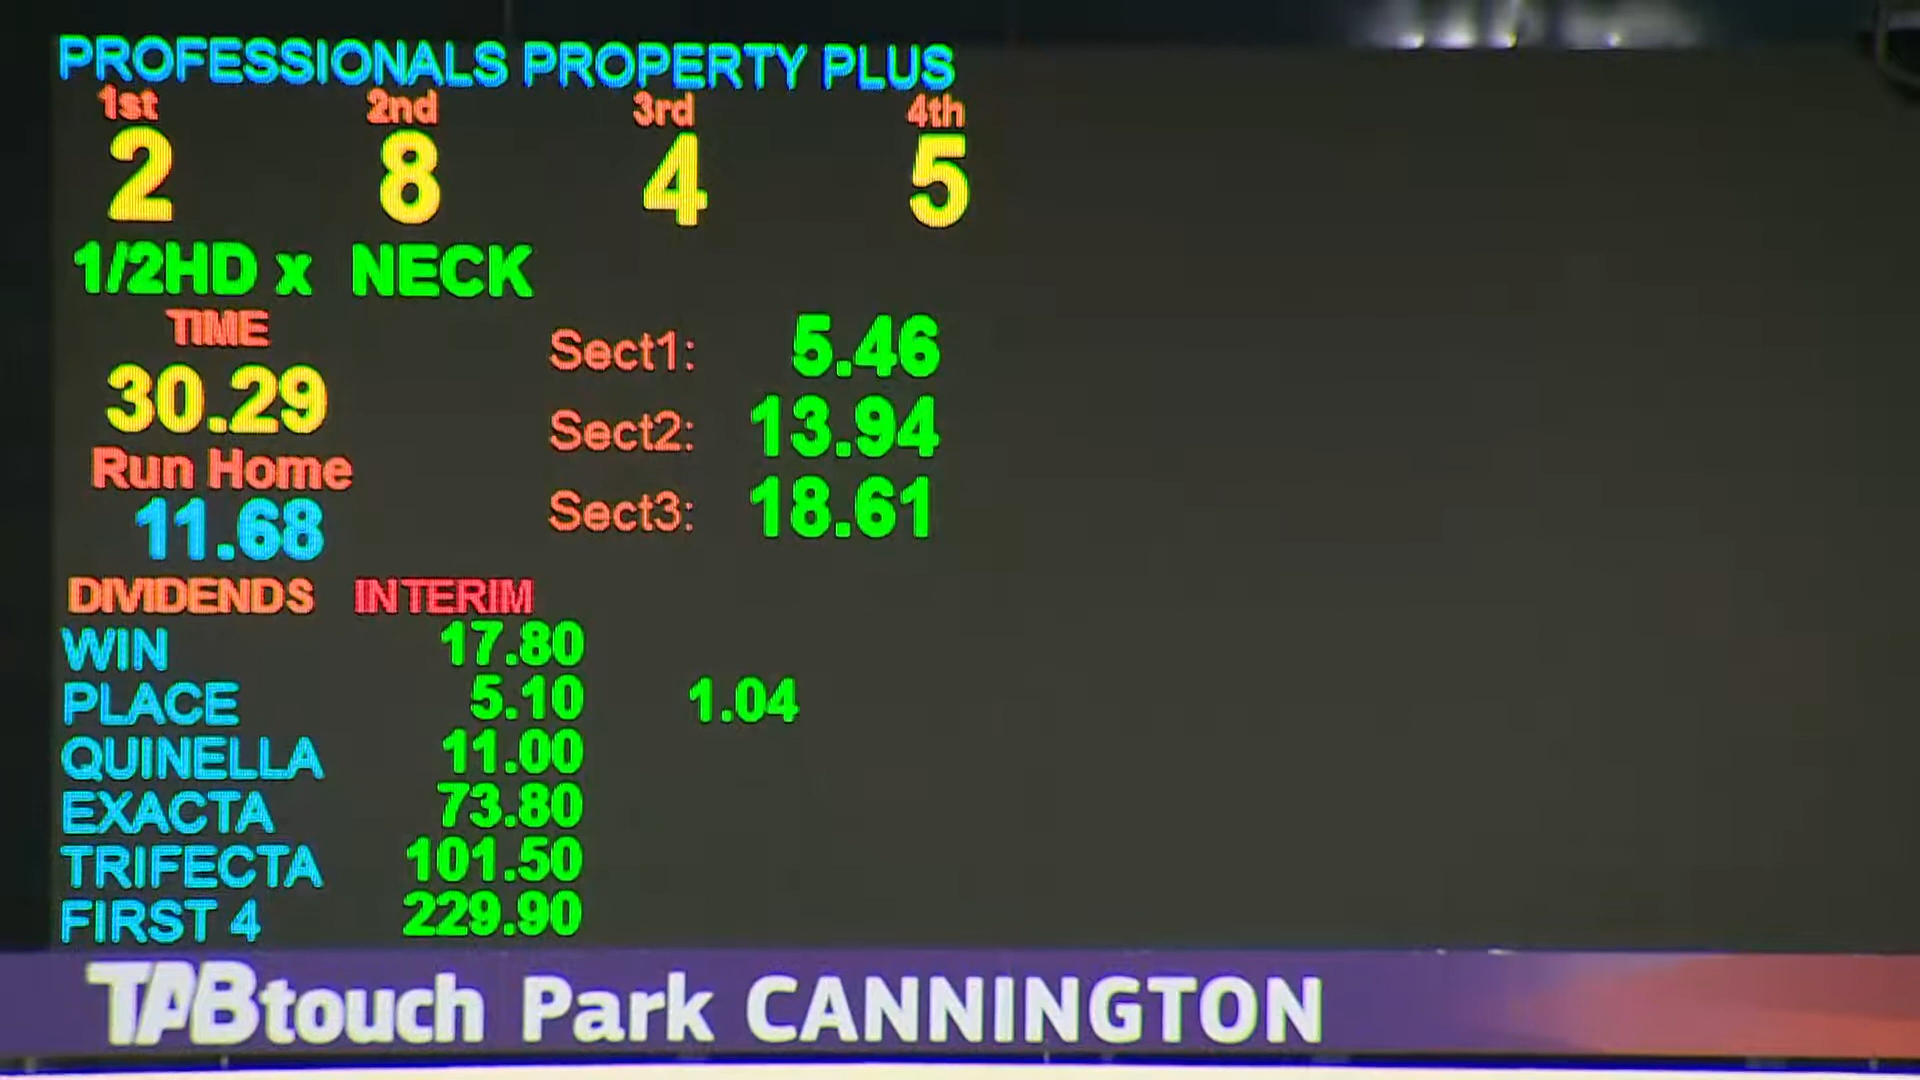 PROFESSIONALS PROPERTY PLUS
1st 2nd 3rd 4th
2 8 4 5
1/2HD x NECK
TIME
30.29
Run Home
11.68
Sect1: 5.46
Sect2: 13.94
Sect3: 18.61
DIVIDENDS INTERIM
WIN 17.80
PLACE 5.10 1.04
QUINELLA 11.00
EXACTA 73.80
TRIFECTA 101.50
FIRST 4 229.90
TABtouch Park CANNINGTON